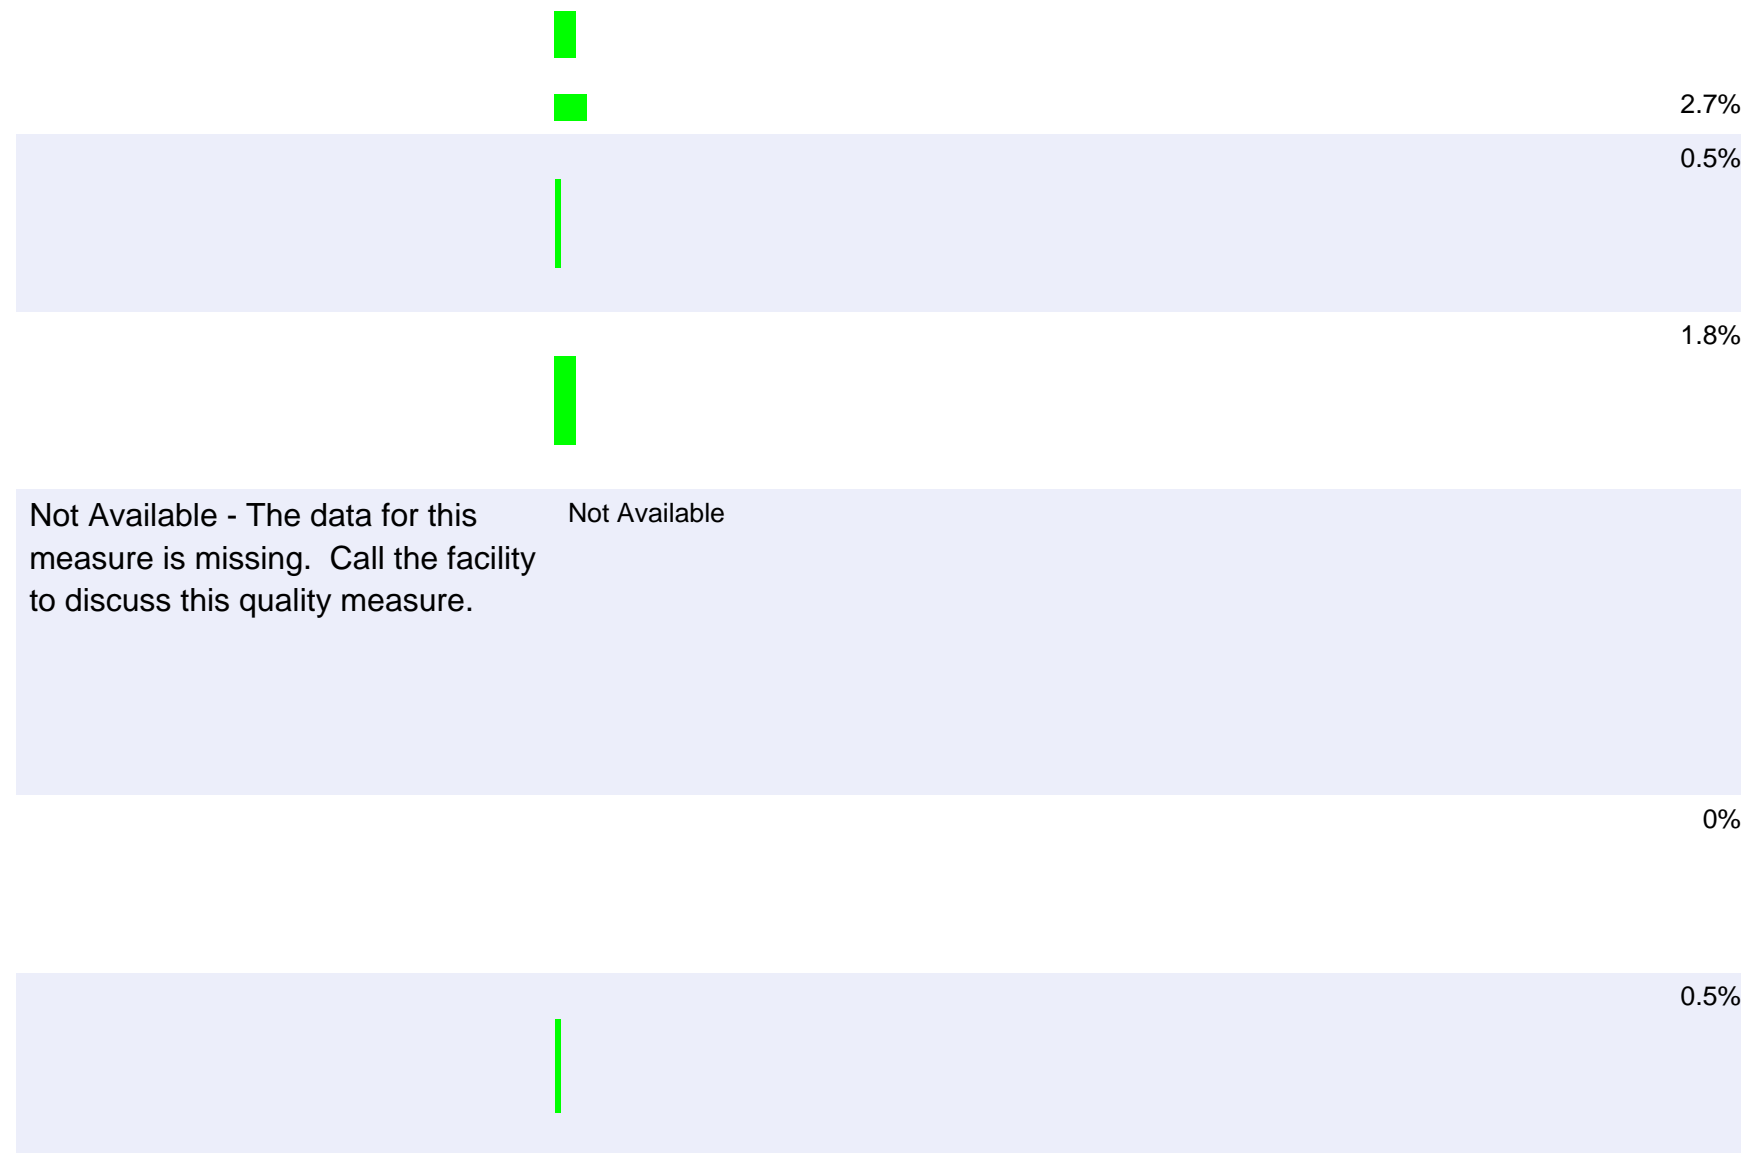 2.7%
0.5%
1.8%
Not Available - The data for this
measure is missing.  Call the facility
to discuss this quality measure.
Not Available
0%
0.5%